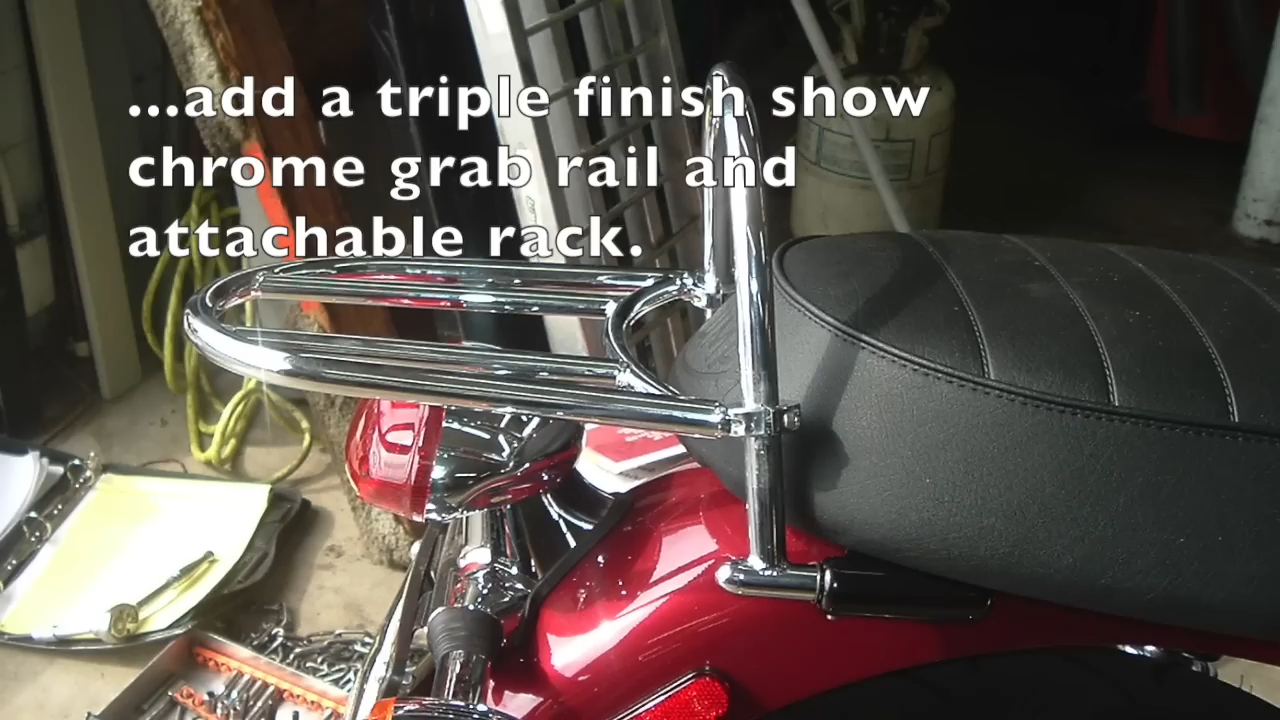 ...add a triple finish show
chrome grab rail and
attachable rack.